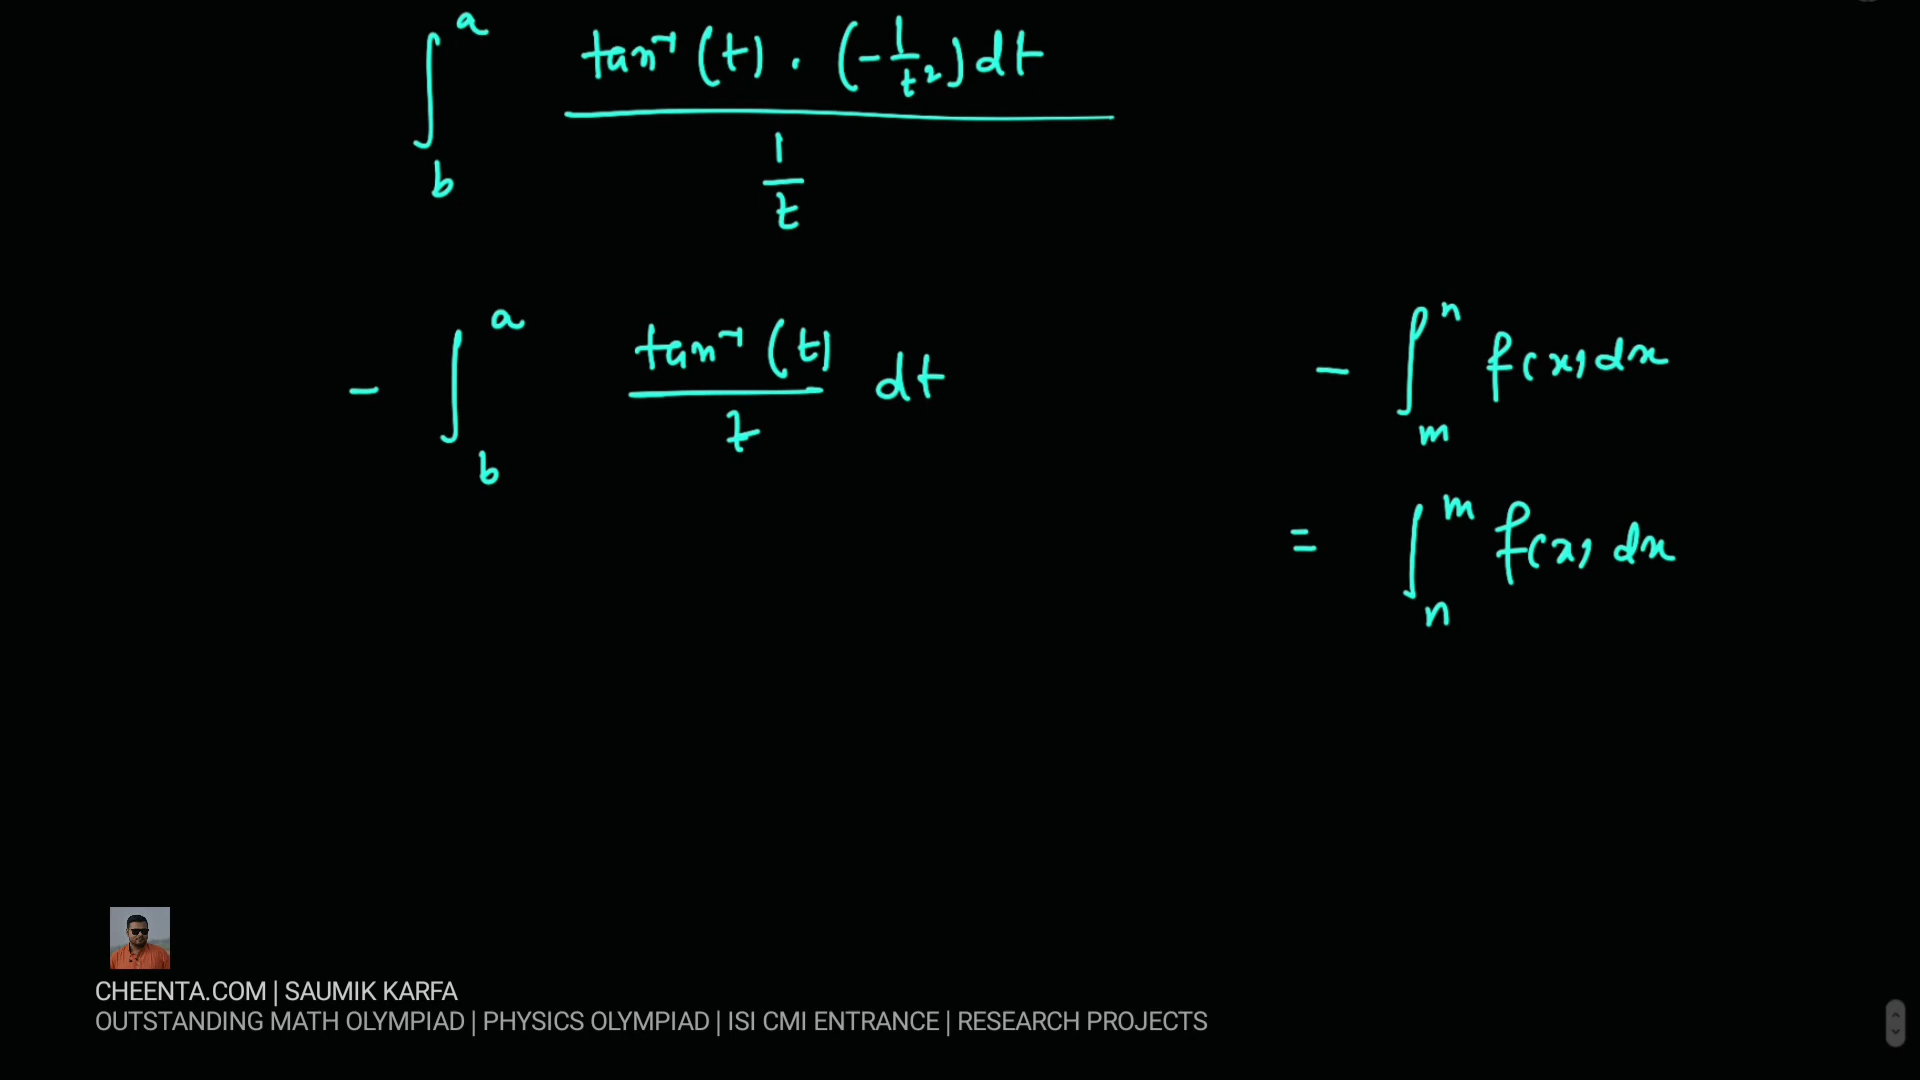 ∫_b^a (tan⁻¹(t) · (-1/t²) dt) / (1/t)
- ∫_b^a (tan⁻¹(t) / t) dt
- ∫_m^n f(x) dx
= ∫_n^m f(x) dx
CHEENTA.COM | SAUMIK KARFA
OUTSTANDING MATH OLYMPIAD | PHYSICS OLYMPIAD | ISI CMI ENTRANCE | RESEARCH PROJECTS